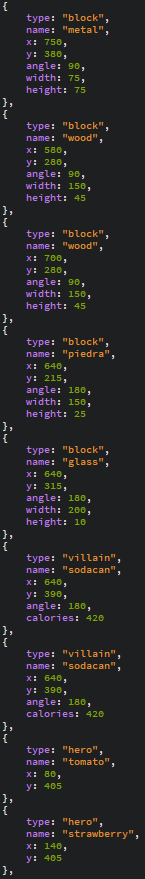 {
type: "block",
name: "metal",
x: 750,
y: 380,
angle: 90,
width: 75,
height: 75
},
{
type: "block",
name: "wood",
x: 580,
y: 280,
angle: 90,
width: 150,
height: 45
},
{
type: "block",
name: "wood",
x: 700,
y: 280,
angle: 90,
width: 150,
height: 45
},
{
type: "block",
name: "piedra",
x: 640,
y: 215,
angle: 180,
width: 150,
height: 25
},
{
type: "block",
name: "glass",
x: 640,
y: 315,
angle: 180,
width: 200,
height: 10
},
{
type: "villain",
name: "sodacan",
x: 640,
y: 390,
angle: 180,
calories: 420
},
{
type: "villain",
name: "sodacan",
x: 640,
y: 390,
angle: 180,
calories: 420
},
{
type: "hero",
name: "tomato",
x: 80,
y: 405
},
{
type: "hero",
name: "strawberry",
x: 140,
y: 405
},